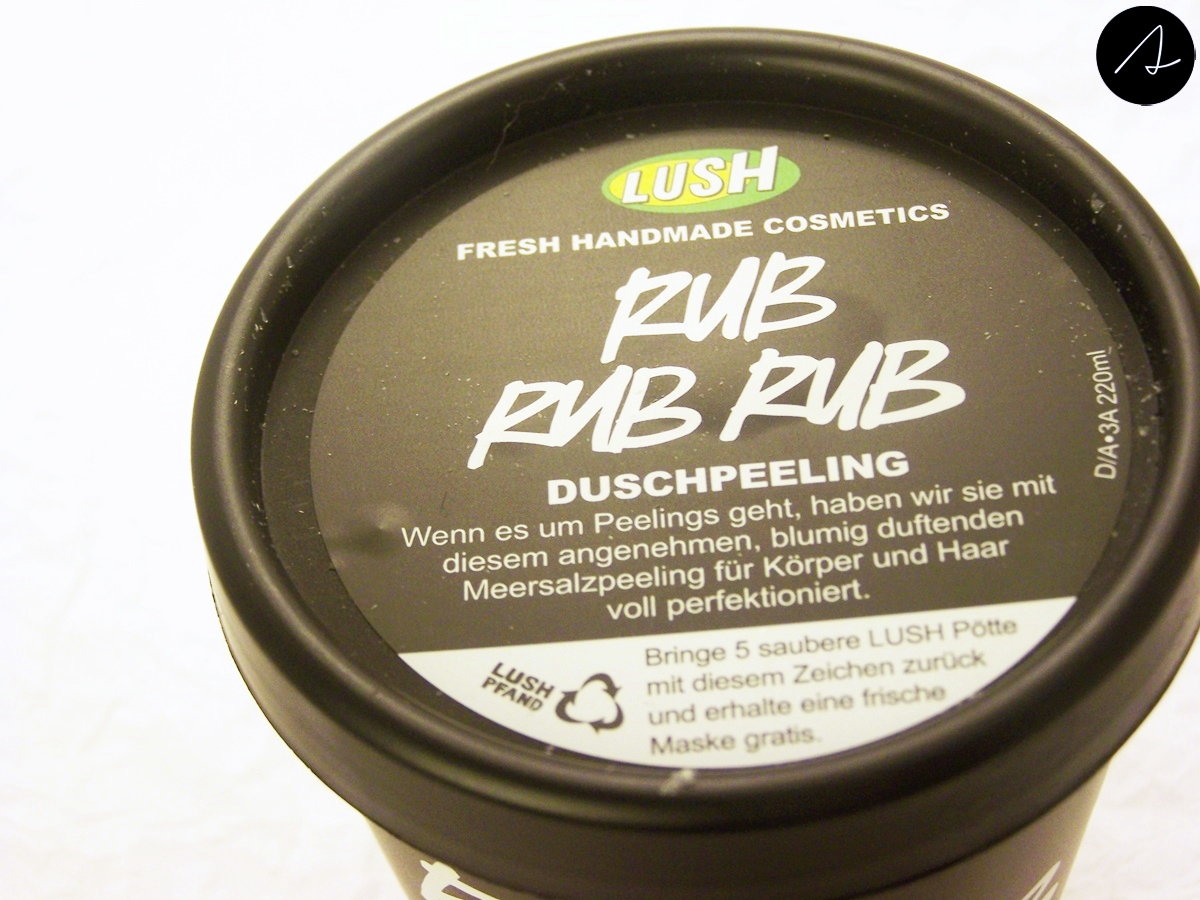 LUSH
FRESH HANDMADE COSMETICS
RUB
RUB RUB
DUSCHPEELING
Wenn es um Peelings geht, haben wir sie mit
diesem angenehmen, blumig duftenden
Meersalzpeeling für Körper und Haar
voll perfektioniert.
D/A•3A 220ml
LUSH
PFAND
Bringe 5 saubere LUSH Pötte
mit diesem Zeichen zurück
und erhalte eine frische
Maske gratis.